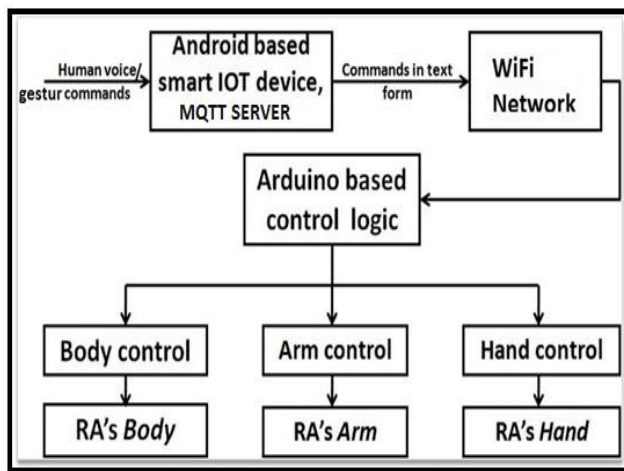 Human voice/
gestur commands
Android based
smart IOT device,
MQTT SERVER
Commands in text
form
WiFi
Network
Arduino based
control logic
Body control
Arm control
Hand control
RA's Body
RA's Arm
RA's Hand